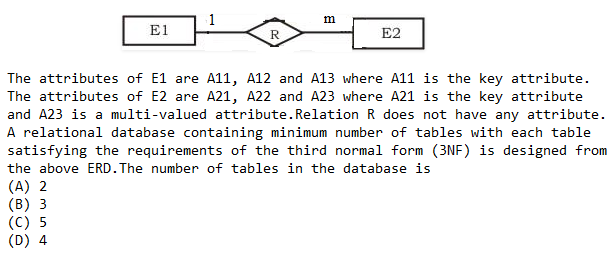 E1 1 R m E2
The attributes of E1 are A11, A12 and A13 where A11 is the key attribute.
The attributes of E2 are A21, A22 and A23 where A21 is the key attribute
and A23 is a multi-valued attribute.Relation R does not have any attribute.
A relational database containing minimum number of tables with each table
satisfying the requirements of the third normal form (3NF) is designed from
the above ERD.The number of tables in the database is
(A) 2
(B) 3
(C) 5
(D) 4